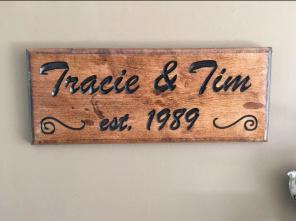 Tracie & Tim
est. 1989